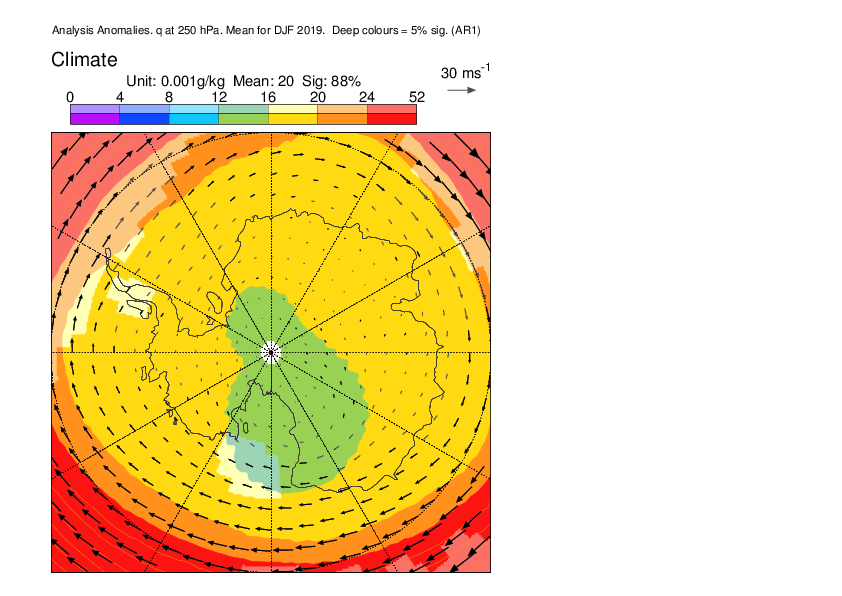 Analysis Anomalies. q at 250 hPa. Mean for DJF 2019.  Deep colours = 5% sig. (AR1)
Climate
30 ms-1
Unit: 0.001g/kg  Mean: 20  Sig: 88%
0 4 8 12 16 20 24 52